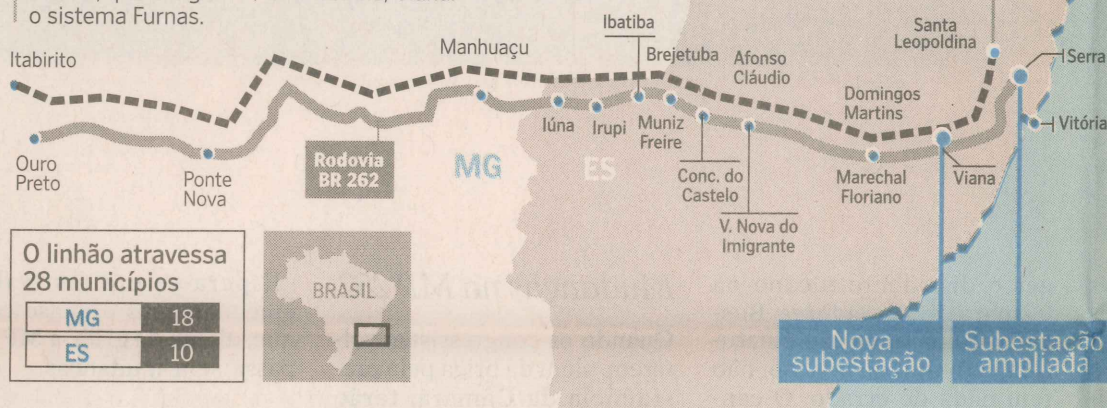 o sistema Furnas.
Itabirito
Manhuaçu
Ibatiba
Brejetuba
Afonso
Cláudio
Santa
Leopoldina
Serra
Domingos
Martins
Vitória
Ouro
Preto
Ponte
Nova
Rodovia
BR 262
MG
Iúna
Irupi
Muniz
Freire
ES
Conc. do
Castelo
V. Nova do
Imigrante
Marechal
Floriano
Viana
O linhão atravessa
28 municípios
MG 18
ES 10
BRASIL
Nova
subestação
Subestação
ampliada